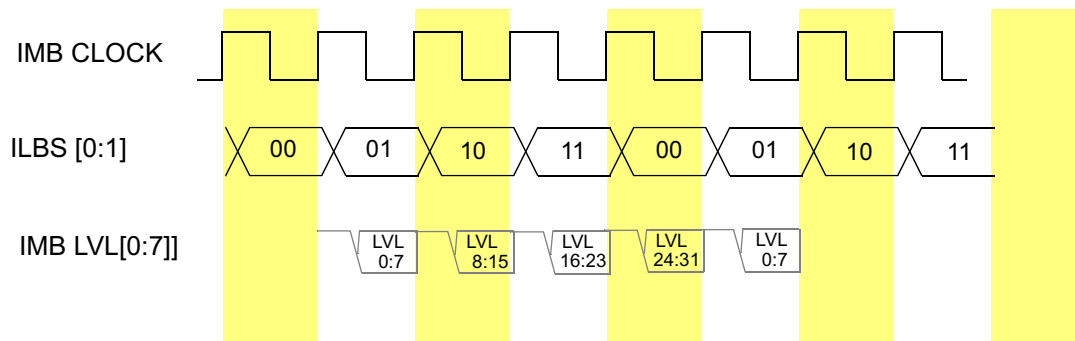 IMB CLOCK
ILBS [0:1]
00 01 10 11 00 01 10 11
IMB LVL[0:7]]
LVL LVL LVL LVL LVL
0:7 8:15 16:23 24:31 0:7